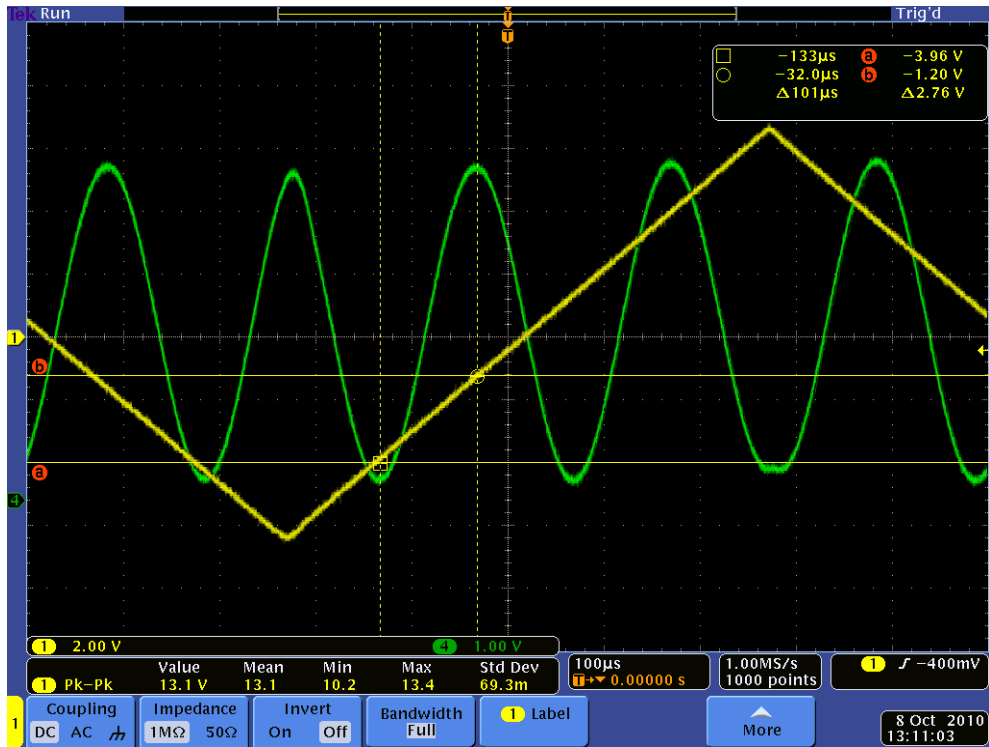 Tek Run Trig'd
T
T
−133μs a −3.96 V
−32.0μs b −1.20 V
Δ101μs Δ2.76 V
1
b
a
4
1 2.00 V 4 1.00 V
Value Mean Min Max Std Dev
1 Pk–Pk 13.1 V 13.1 10.2 13.4 69.3m
100μs
T→▼ 0.00000 s
1.00MS/s
1000 points
1 ∫ −400mV
1
Coupling
DC AC
Impedance
1MΩ 50Ω
Invert
On Off
Bandwidth
Full
1 Label
More
8 Oct 2010
13:11:03